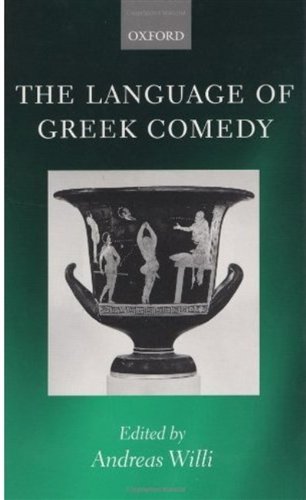 OXFORD
THE LANGUAGE OF
GREEK COMEDY
Edited by
Andreas Willi